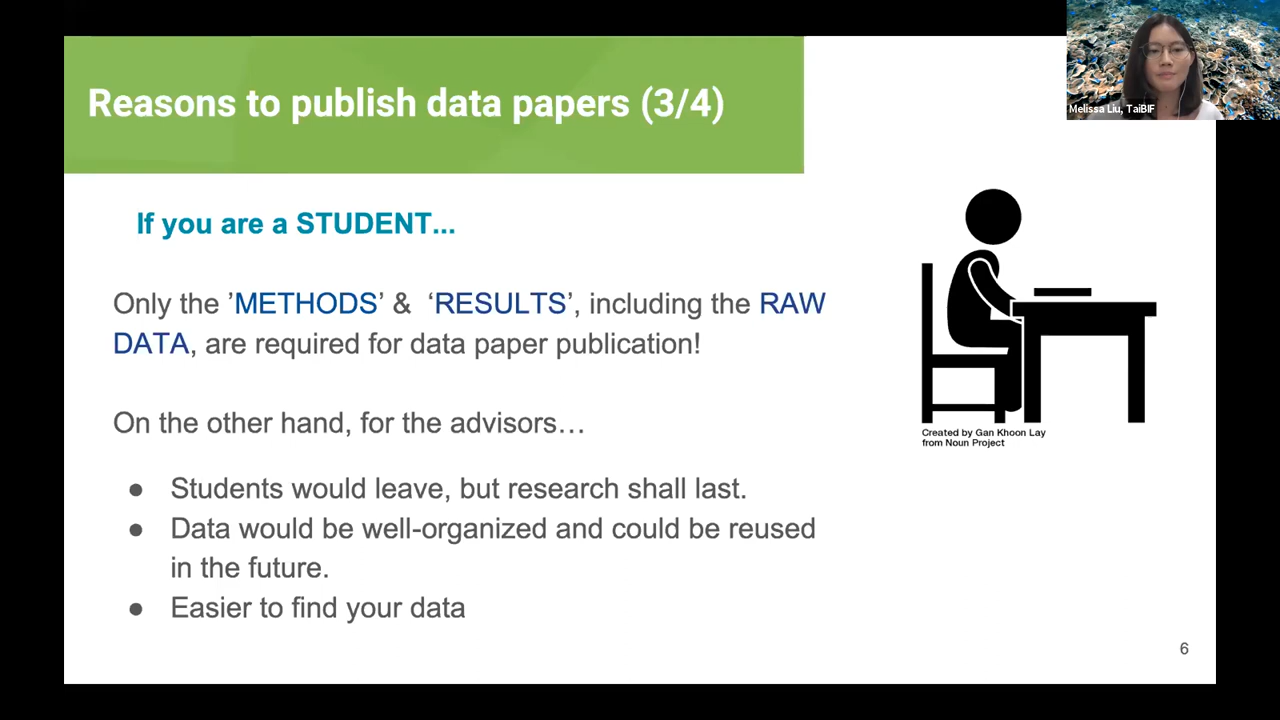 Reasons to publish data papers (3/4)
Melissa Liu, TaiBIF
If you are a STUDENT...
Only the ’METHODS’ & ‘RESULTS’, including the RAW
DATA, are required for data paper publication!
On the other hand, for the advisors…
● Students would leave, but research shall last.
● Data would be well-organized and could be reused
in the future.
● Easier to find your data
Created by Gan Khoon Lay
from Noun Project
6